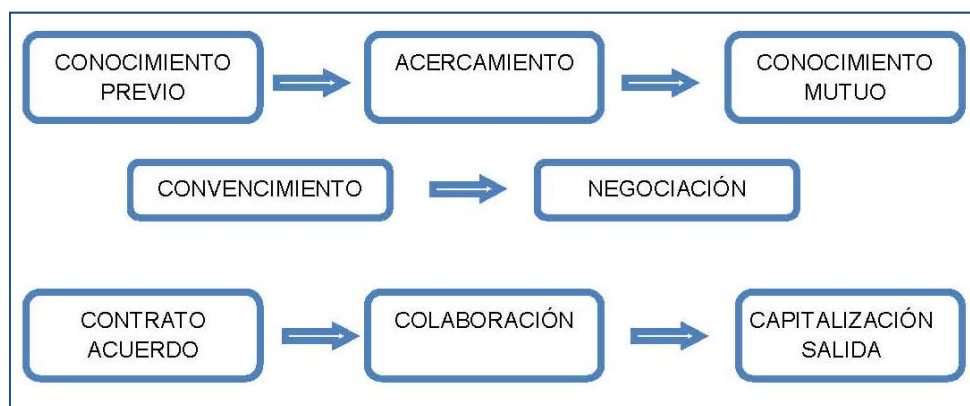 CONOCIMIENTO
PREVIO
ACERCAMIENTO
CONOCIMIENTO
MUTUO
CONVENCIMIENTO
NEGOCIACIÓN
CONTRATO
ACUERDO
COLABORACIÓN
CAPITALIZACIÓN
SALIDA